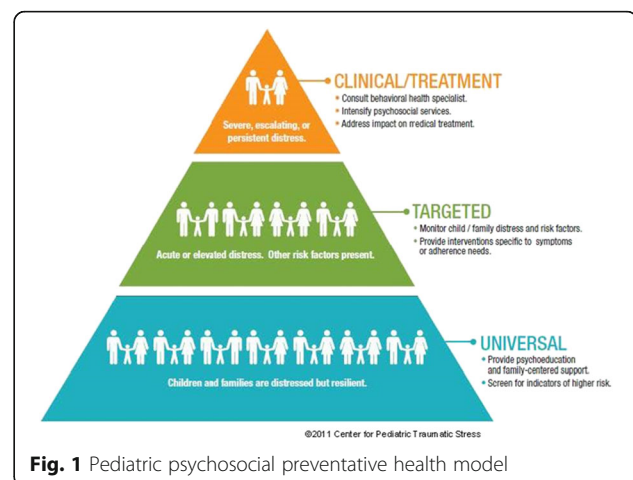 CLINICAL/TREATMENT
• Consult behavioral health specialist.
• Intensify psychosocial services.
• Address impact on medical treatment.
Severe, escalating, or
persistent distress.
TARGETED
• Monitor child / family distress and risk factors.
• Provide interventions specific to symptoms
or adherence needs.
Acute or elevated distress. Other risk factors present.
UNIVERSAL
• Provide psychoeducation
and family-centered support.
• Screen for indicators of higher risk.
Children and families are distressed but resilient.
©2011 Center for Pediatric Traumatic Stress
Fig. 1 Pediatric psychosocial preventative health model